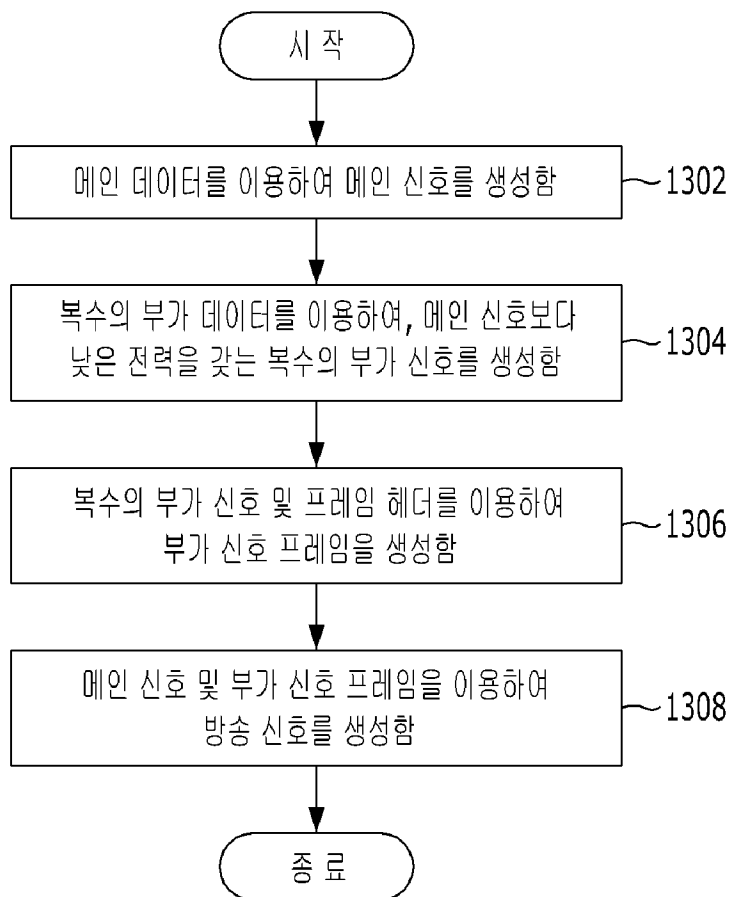 시 작
메인 데이터를 이용하여 메인 신호를 생성함
1302
복수의 부가 데이터를 이용하여, 메인 신호보다
낮은 전력을 갖는 복수의 부가 신호를 생성함
1304
복수의 부가 신호 및 프레임 헤더를 이용하여
부가 신호 프레임을 생성함
1306
메인 신호 및 부가 신호 프레임을 이용하여
방송 신호를 생성함
1308
종 료